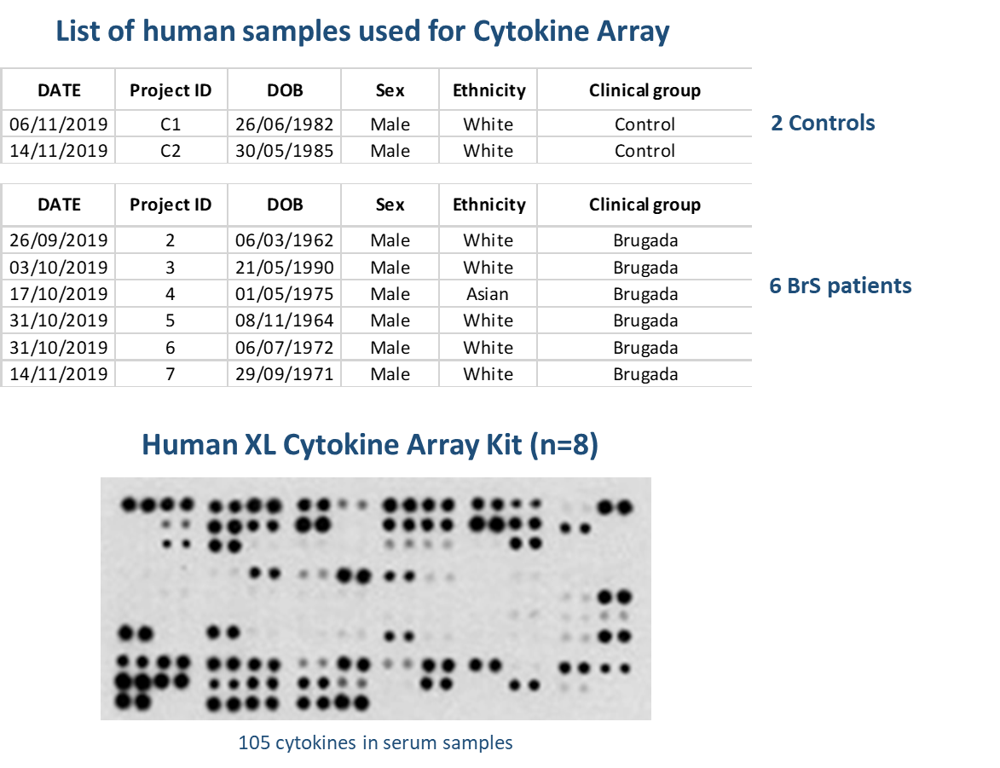 List of human samples used for Cytokine Array
DATE Project ID DOB Sex Ethnicity Clinical group
06/11/2019 C1 26/06/1982 Male White Control
14/11/2019 C2 30/05/1985 Male White Control
2 Controls
DATE Project ID DOB Sex Ethnicity Clinical group
26/09/2019 2 06/03/1962 Male White Brugada
03/10/2019 3 21/05/1990 Male White Brugada
17/10/2019 4 01/05/1975 Male Asian Brugada
31/10/2019 5 08/11/1964 Male White Brugada
31/10/2019 6 06/07/1972 Male White Brugada
14/11/2019 7 29/09/1971 Male White Brugada
6 BrS patients
Human XL Cytokine Array Kit (n=8)
105 cytokines in serum samples